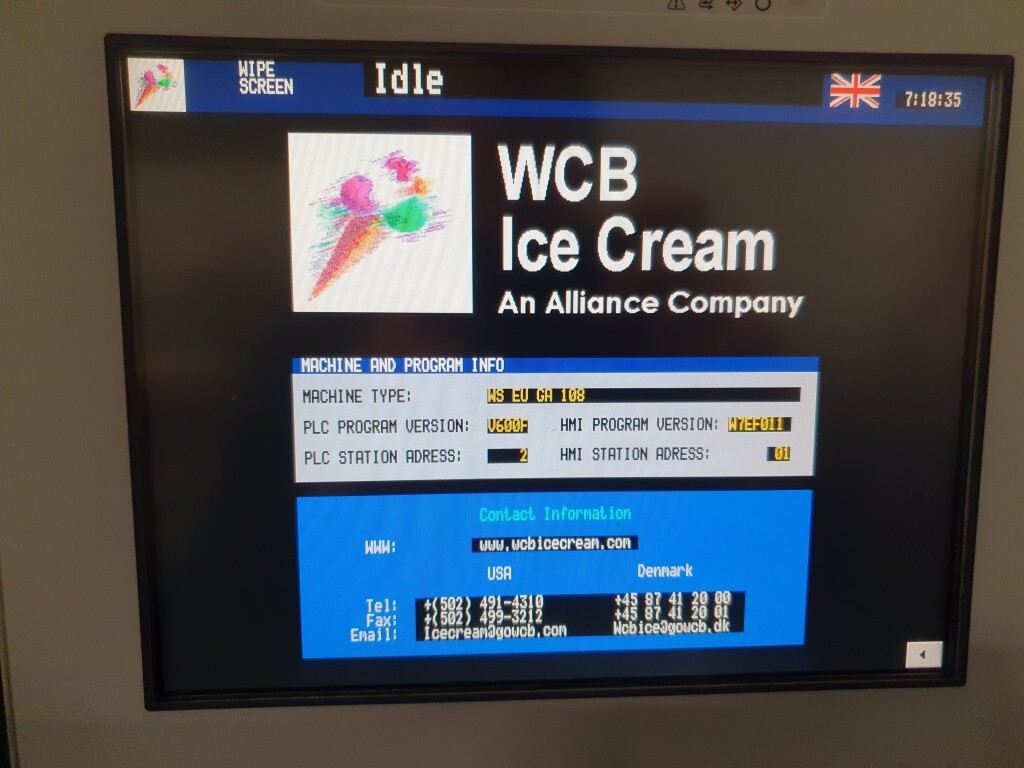 WIPE
SCREEN
Idle
7:18:35
WCB
Ice Cream
An Alliance Company
MACHINE AND PROGRAM INFO
MACHINE TYPE: WS EU GA 108
PLC PROGRAM VERSION: V600F HMI PROGRAM VERSION: W7EF011
PLC STATION ADRESS: 2 HMI STATION ADRESS: 01
Contact Information
WWW: www.wcbicecream.com
USA Denmark
Tel: +(502) 491-4310 +45 87 41 20 00
Fax: +(502) 499-3212 +45 87 41 20 01
Email: Icecream@gowcb.com Wcbice@gowcb.dk